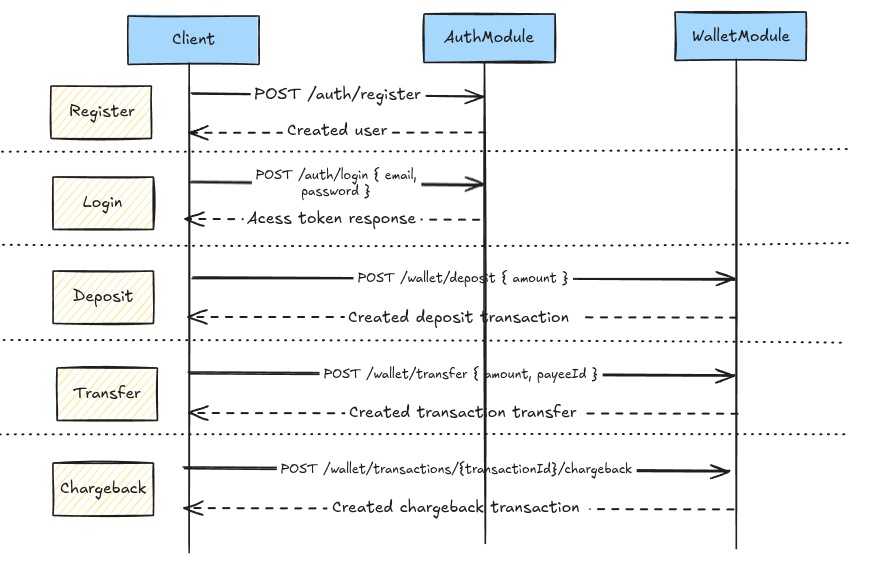 Client
AuthModule
WalletModule
Register
POST /auth/register
Created user
Login
POST /auth/login { email,
password }
Acess token response
Deposit
POST /wallet/deposit { amount }
Created deposit transaction
Transfer
POST /wallet/transfer { amount, payeeId }
Created transaction transfer
Chargeback
POST /wallet/transactions/{transactionId}/chargeback
Created chargeback transaction